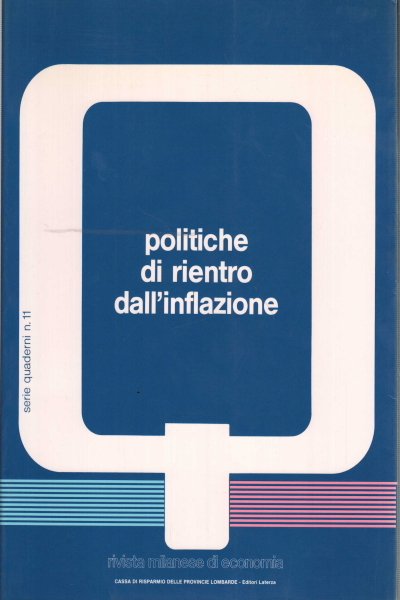 politiche
di rientro
dall'inflazione
serie quaderni n.11
rivista milanese di economia
CASSA DI RISPARMIO DELLE PROVINCIE LOMBARDE - Editori Laterza